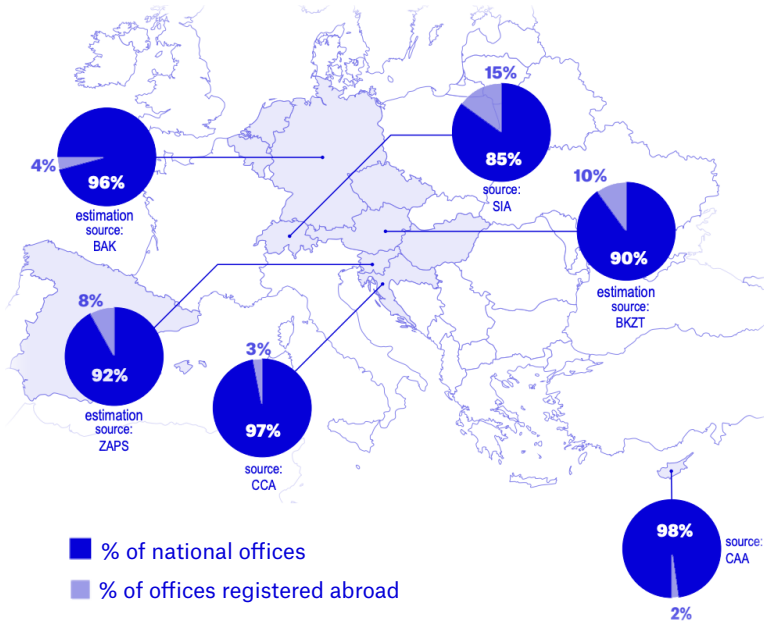 15%
85%
source:
SIA
4%
96%
estimation
source:
BAK
10%
90%
estimation
source:
BKZT
8%
92%
estimation
source:
ZAPS
3%
97%
source:
CCA
98%
source:
CAA
2%
% of national offices
% of offices registered abroad